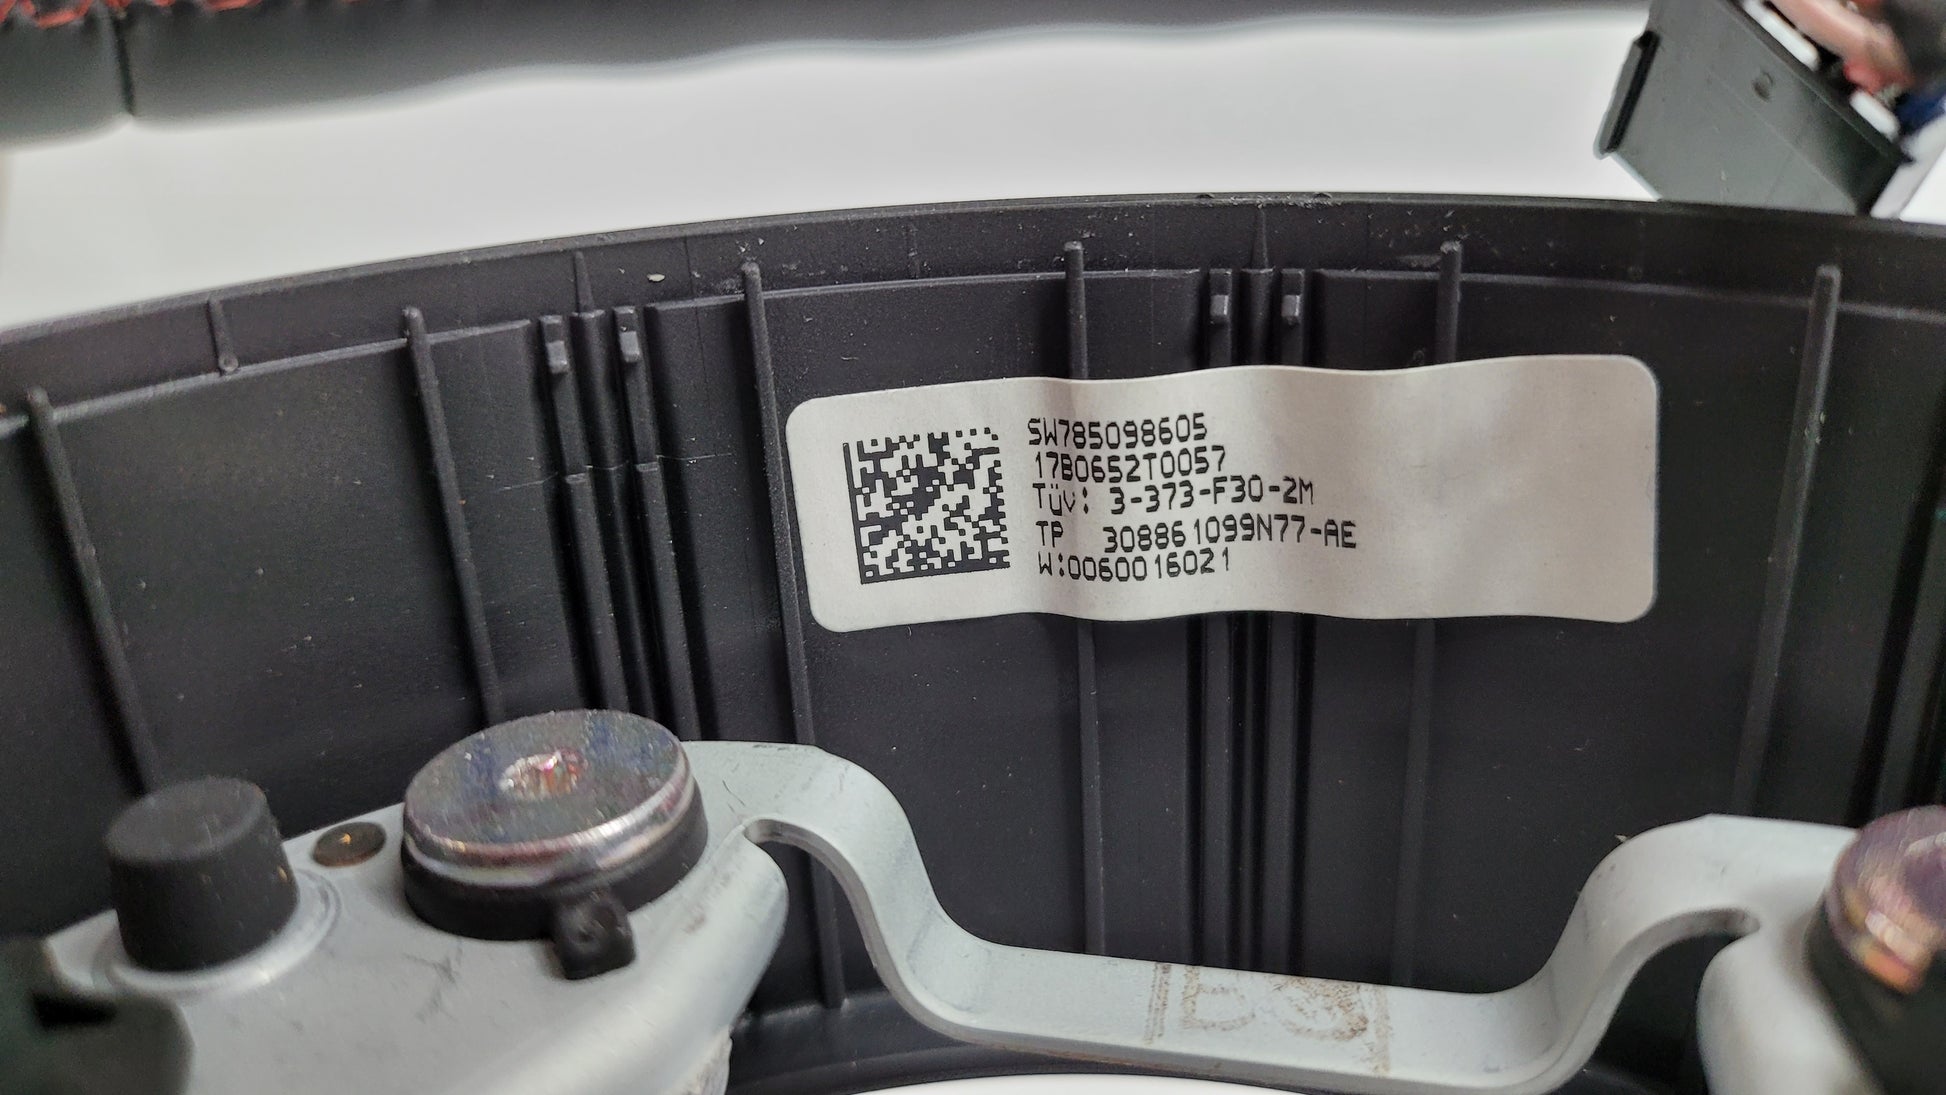 SW785098605
17B0652T0057
Tüv: 3-373-F30-2M
TP 308861099N77-AE
W:0060016021